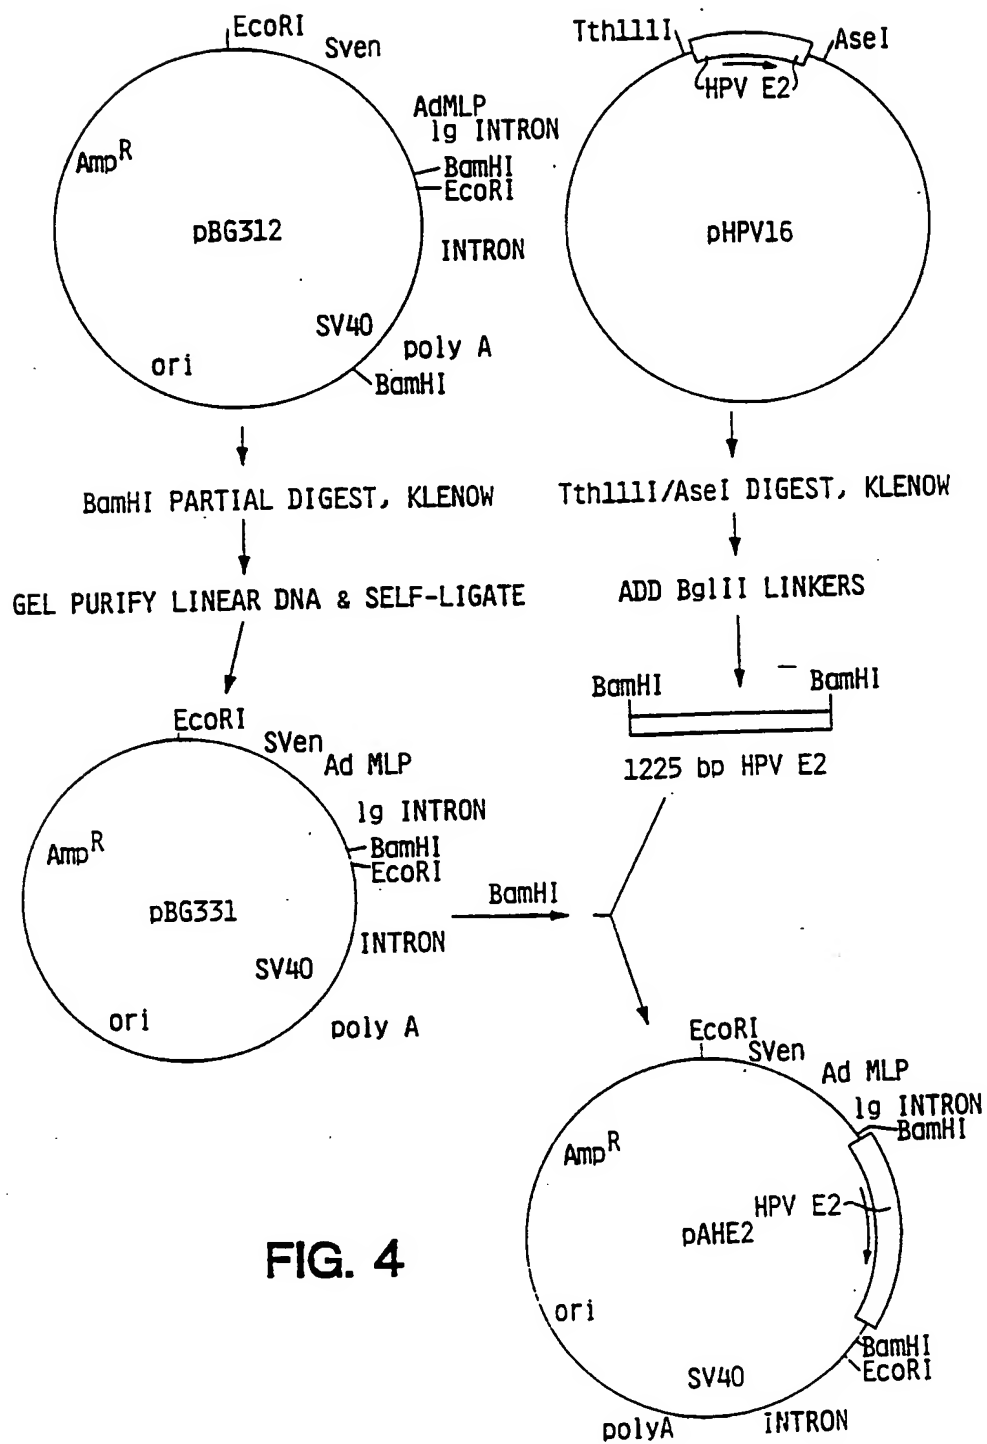 EcoRI
Sven
AdMLP
lg INTRON
BamHI
EcoRI
AmpR
pBG312
INTRON
SV40
poly A
ori
BamHI
Tth111I
AseI
HPV E2
pHPV16
BamHI PARTIAL DIGEST, KLENOW
Tth111I/AseI DIGEST, KLENOW
GEL PURIFY LINEAR DNA & SELF-LIGATE
ADD BglII LINKERS
BamHI
BamHI
1225 bp HPV E2
EcoRI
SVen
Ad MLP
lg INTRON
BamHI
EcoRI
AmpR
pBG331
INTRON
SV40
ori
poly A
BamHI
EcoRI
SVen
Ad MLP
lg INTRON
BamHI
AmpR
HPV E2
pAHE2
ori
BamHI
EcoRI
SV40
polyA
INTRON
FIG. 4